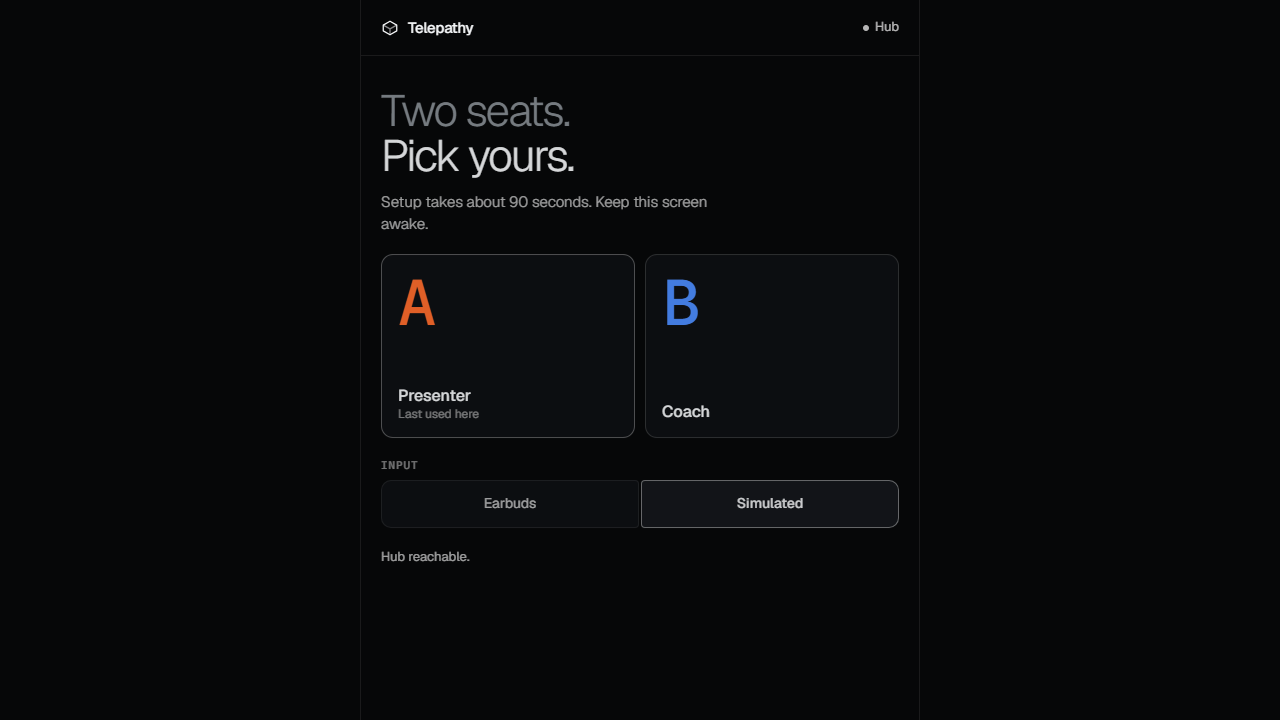 Telepathy
Hub
Two seats.
Pick yours.
Setup takes about 90 seconds. Keep this screen
awake.
A
Presenter
Last used here
B
Coach
INPUT
Earbuds
Simulated
Hub reachable.